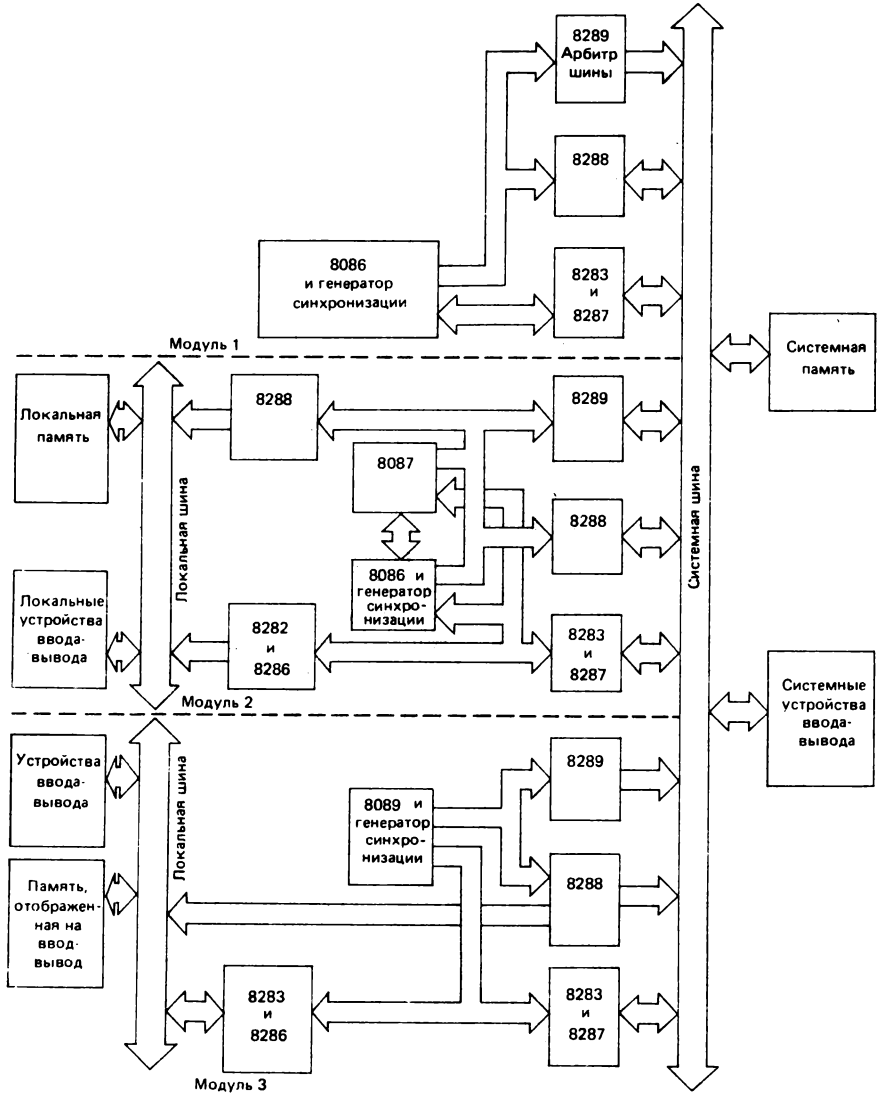 8289
Арбитр
шины
8288
8086
и генератор
синхронизации
8283
и
8287
Модуль 1
Системная
память
Локальная
память
8288
8289
8087
8288
Локальная шина
Системная шина
8086 и
генератор
синхро-
низации
Локальные
устройства
ввода-
вывода
8282
и
8286
8283
и
8287
Модуль 2
Системные
устройства
ввода-
вывода
Устройства
ввода-
вывода
Локальная шина
8289
8089 и
генератор
синхро-
низации
8288
Память,
отображен-
ная на
ввод-
вывод
8283
и
8286
8283
и
8287
Модуль 3